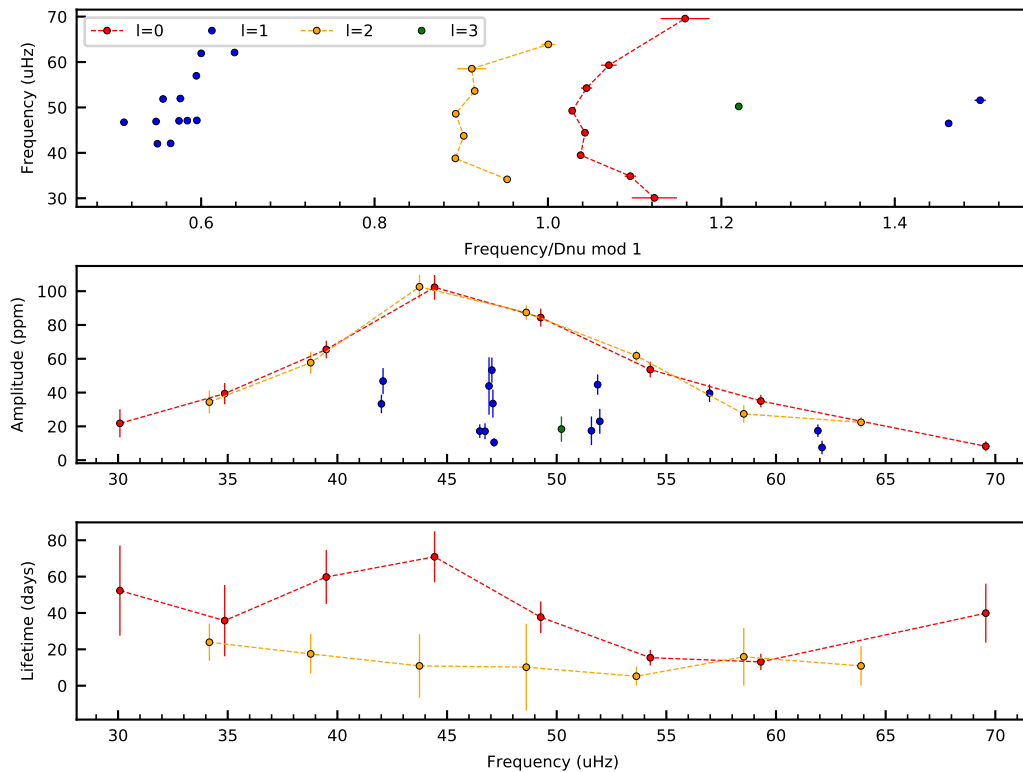 70
60
50
40
30
Frequency (uHz)
l=0 l=1 l=2 l=3
0.6 0.8 1.0 1.2 1.4
Frequency/Dnu mod 1
100
80
60
40
20
0
Amplitude (ppm)
30 35 40 45 50 55 60 65 70
80
60
40
20
0
Lifetime (days)
30 35 40 45 50 55 60 65 70
Frequency (uHz)